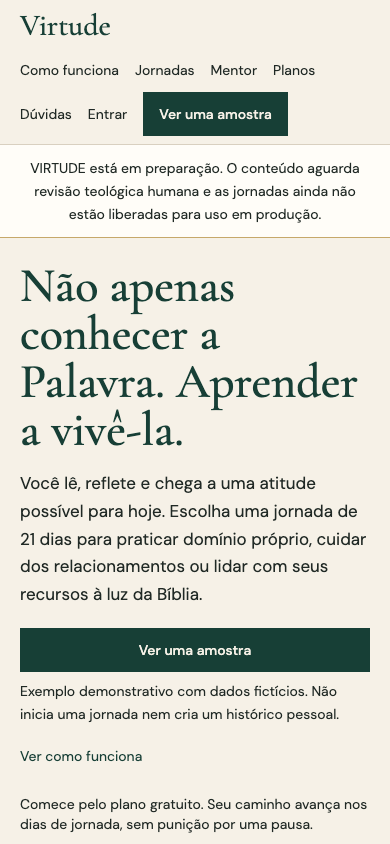 Virtude
Como funciona Jornadas Mentor Planos
Dúvidas Entrar Ver uma amostra
VIRTUDE está em preparação. O conteúdo aguarda
revisão teológica humana e as jornadas ainda não
estão liberadas para uso em produção.
Não apenas
conhecer a
Palavra. Aprender
a vivê-la.
Você lê, reflete e chega a uma atitude
possível para hoje. Escolha uma jornada de
21 dias para praticar domínio próprio, cuidar
dos relacionamentos ou lidar com seus
recursos à luz da Bíblia.
Ver uma amostra
Exemplo demonstrativo com dados fictícios. Não
inicia uma jornada nem cria um histórico pessoal.
Ver como funciona
Comece pelo plano gratuito. Seu caminho avança nos
dias de jornada, sem punição por uma pausa.